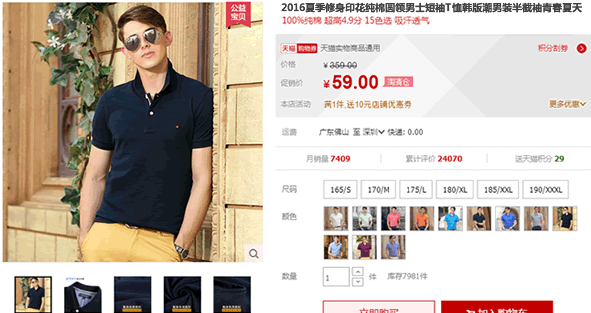 公益
宝贝
2016夏季修身印花纯棉圆领男士短袖T恤韩版潮男装半截袖青春夏天
100%纯棉 超高4.9分 15色选 吸汗透气
天猫 购物券 天猫实物商品通用 积分割券
价格 ¥ 359.00
促销价 ¥ 59.00 淘清仓
本店活动 满1件,送10元店铺优惠券 更多优惠
运费 广东佛山 至 深圳 快递: 0.00
月销量 7409 累计评价 24070 送天猫积分 29
尺码 165/S 170/M 175/L 180/XL 185/XXL 190/XXXL
颜色
数量 1 件 库存7981件
立即购买 加入购物车